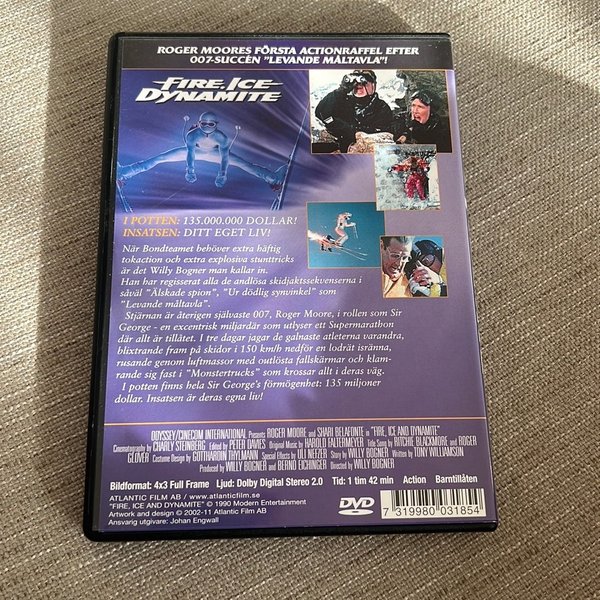 ROGER MOORES FÖRSTA ACTIONRAFFEL EFTER
007-SUCCÉN "LEVANDE MÅLTAVLA"!
FIRE, ICE
DYNAMITE
I POTTEN: 135.000.000 DOLLAR!
INSATSEN: DITT EGET LIV!
När Bondteamet behöver extra häftig
tokaction och extra explosiva stunttricks
är det Willy Bogner man kallar in.
Han har regisserat alla de andlösa skidjaktssekvenserna i
såväl "Älskade spion", "Ur dödlig synvinkel" som
"Levande måltavla".
Stjärnan är återigen självaste 007, Roger Moore, i rollen som Sir
George - en excentrisk miljardär som utlyser ett Supermarathon
där allt är tillåtet. I tre dagar jagar de galnaste atleterna varandra,
blixtrande fram på skidor i 150 km/h nedför en lodrät isränna,
rusande genom luftmassor med outlösta fallskärmar och klam-
rande sig fast i "Monstertrucks" som krossar allt i deras väg.
I potten finns hela Sir George's förmögenhet: 135 miljoner
dollar. Insatsen är deras egna liv!
ODYSSEY/CINECOM INTERNATIONAL Presents ROGER MOORE and SHARI BELAFONTE in "FIRE, ICE AND DYNAMITE"
Cinematography by CHARLY STEINBERG Edited by PETER DAVIES Original Music by HAROLD FALTERMEYER Title Song by RITCHIE BLACKMORE and ROGER
GLOVER Costume Design by GOTTHARDON THYLMANN Special Effects by ULI NEFZER Story by WILLY BOGNER Written by TONY WILLIAMSON
Produced by WILLY BOGNER and BERND EICHINGER Directed by WILLY BOGNER
Bildformat: 4x3 Full Frame Ljud: Dolby Digital Stereo 2.0 Tid: 1 tim 42 min Action Barntillåten
ATLANTIC FILM AB / www.atlanticfilm.se
"FIRE, ICE AND DYNAMITE" © 1990 Modern Entertainment
Artwork and design © 2002-11 Atlantic Film AB
Ansvarig utgivare: Johan Engwall
DVD
7 319980 031854